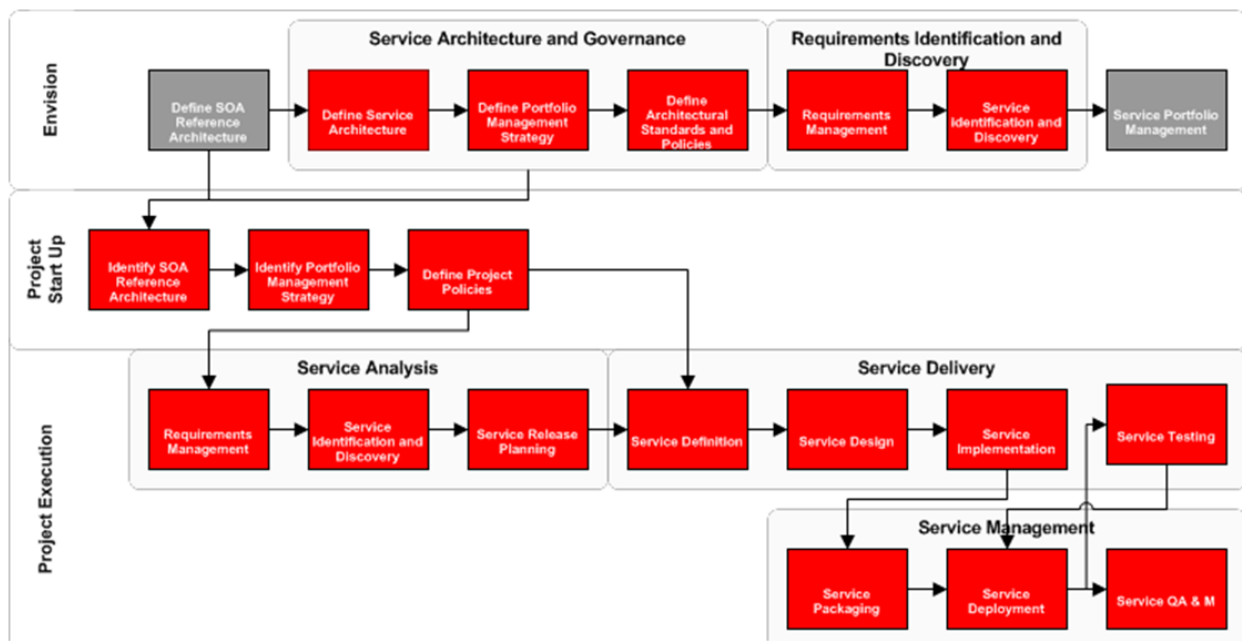 Envision
Service Architecture and Governance
Requirements Identification and
Discovery
Define SOA
Reference
Architecture
Define Service
Architecture
Define Portfolio
Management
Strategy
Define
Architectural
Standards and
Policies
Requirements
Management
Service
Identification and
Discovery
Service Portfolio
Management
Project
Start Up
Identify SOA
Reference
Architecture
Identify Portfolio
Management
Strategy
Define Project
Policies
Project Execution
Service Analysis
Requirements
Management
Service
Identification and
Discovery
Service Release
Planning
Service Delivery
Service Definition
Service Design
Service
Implementation
Service Testing
Service Management
Service
Packaging
Service
Deployment
Service QA & M